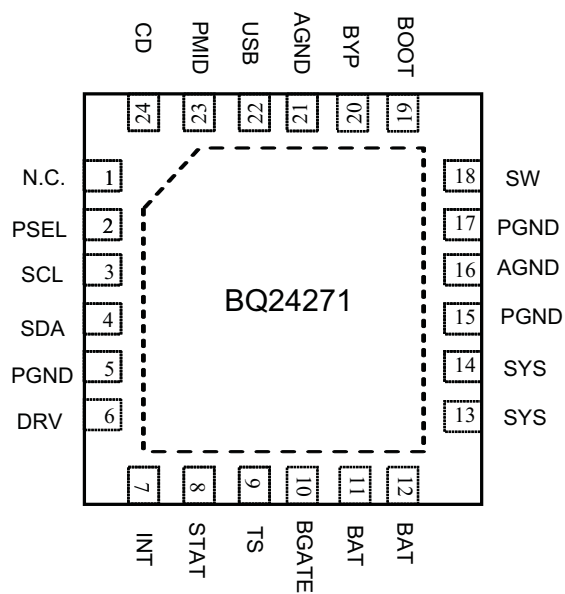 CD PMID USB AGND BYP BOOT
24 23 22 21 20 19
N.C. 1 18 SW
PSEL 2 17 PGND
SCL 3 16 AGND
SDA 4 15 PGND
PGND 5 14 SYS
DRV 6 13 SYS
BQ24271
7 8 9 10 11 12
INT STAT TS BGATE BAT BAT